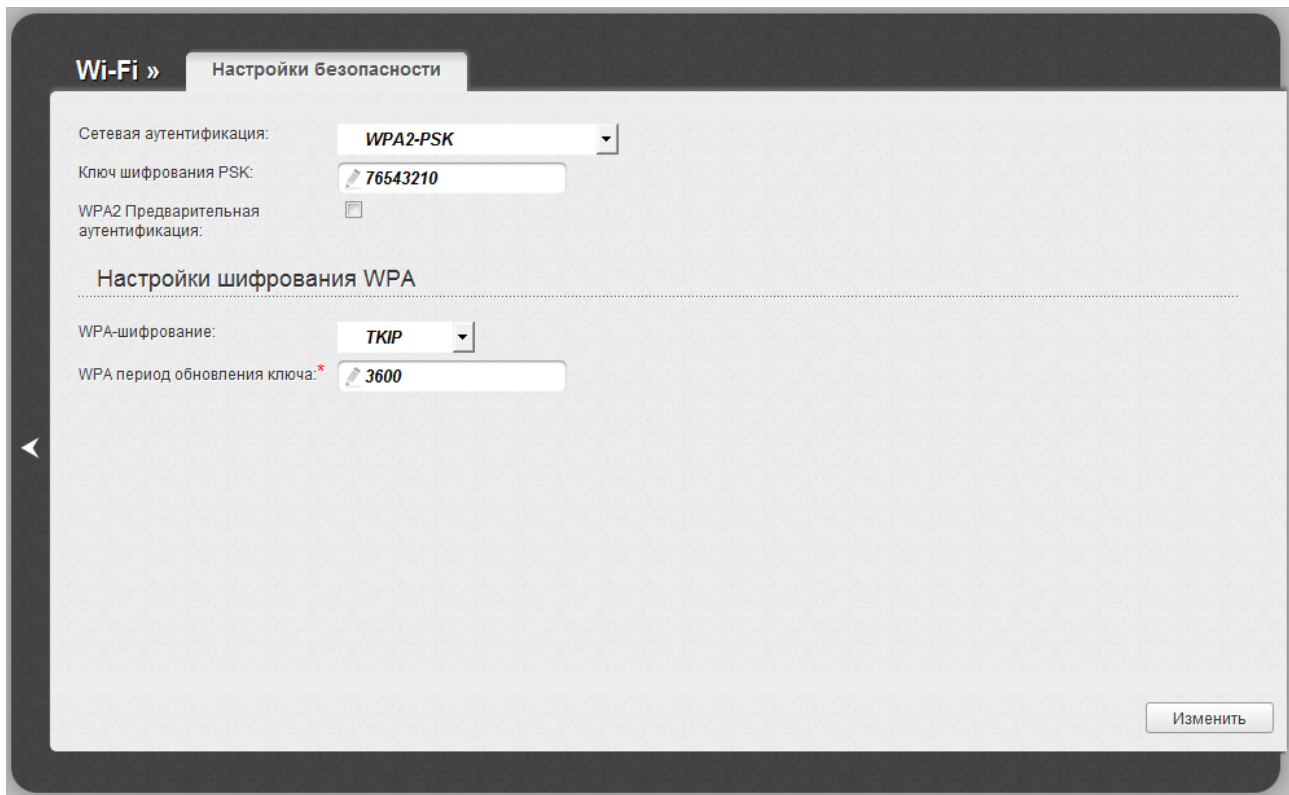 Wi-Fi »
Настройки безопасности
Сетевая аутентификация:
WPA2-PSK
Ключ шифрования PSK:
76543210
WPA2 Предварительная
аутентификация:
Настройки шифрования WPA
WPA-шифрование:
TKIP
WPA период обновления ключа:*
3600
Изменить